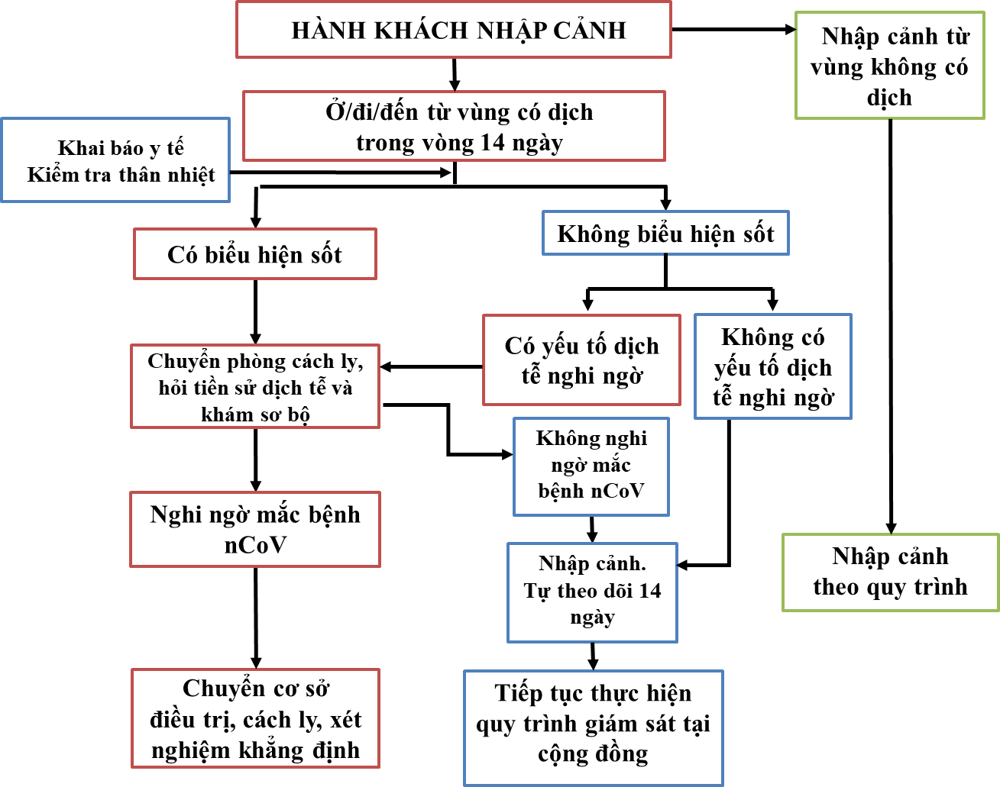 HÀNH KHÁCH NHẬP CẢNH
Nhập cảnh từ
vùng không có
dịch
Ở/đi/đến từ vùng có dịch
trong vòng 14 ngày
Khai báo y tế
Kiểm tra thân nhiệt
Không biểu hiện sốt
Có biểu hiện sốt
Có yếu tố dịch
tễ nghi ngờ
Không có
yếu tố dịch
tễ nghi ngờ
Chuyển phòng cách ly,
hỏi tiền sử dịch tễ và
khám sơ bộ
Không nghi
ngờ mắc
bệnh nCoV
Nghi ngờ mắc bệnh
nCoV
Nhập cảnh.
Tự theo dõi 14
ngày
Nhập cảnh
theo quy trình
Chuyển cơ sở
điều trị, cách ly, xét
nghiệm khẳng định
Tiếp tục thực hiện
quy trình giám sát tại
cộng đồng